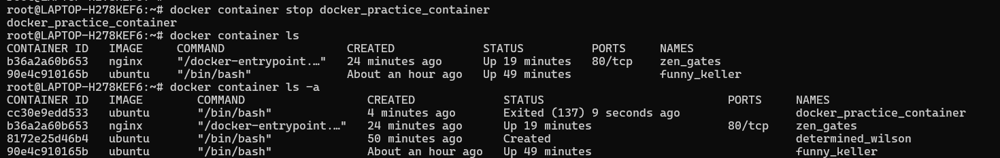 root@LAPTOP-H278KEF6:~# docker container stop docker_practice_container
docker_practice_container
root@LAPTOP-H278KEF6:~# docker container ls
CONTAINER ID   IMAGE     COMMAND                  CREATED             STATUS          PORTS     NAMES
b36a2a60b653   nginx     "/docker-entrypoint.…"   24 minutes ago      Up 19 minutes   80/tcp    zen_gates
90e4c910165b   ubuntu    "/bin/bash"              About an hour ago   Up 49 minutes             funny_keller
root@LAPTOP-H278KEF6:~# docker container ls -a
CONTAINER ID   IMAGE        COMMAND                  CREATED             STATUS                           PORTS     NAMES
cc30e9edd533   ubuntu       "/bin/bash"              4 minutes ago       Exited (137) 9 seconds ago                 docker_practice_container
b36a2a60b653   nginx        "/docker-entrypoint.…"   24 minutes ago      Up 19 minutes                    80/tcp    zen_gates
8172e25d46b4   ubuntu       "/bin/bash"              50 minutes ago      Created                                    determined_wilson
90e4c910165b   ubuntu       "/bin/bash"              About an hour ago   Up 49 minutes                              funny_keller